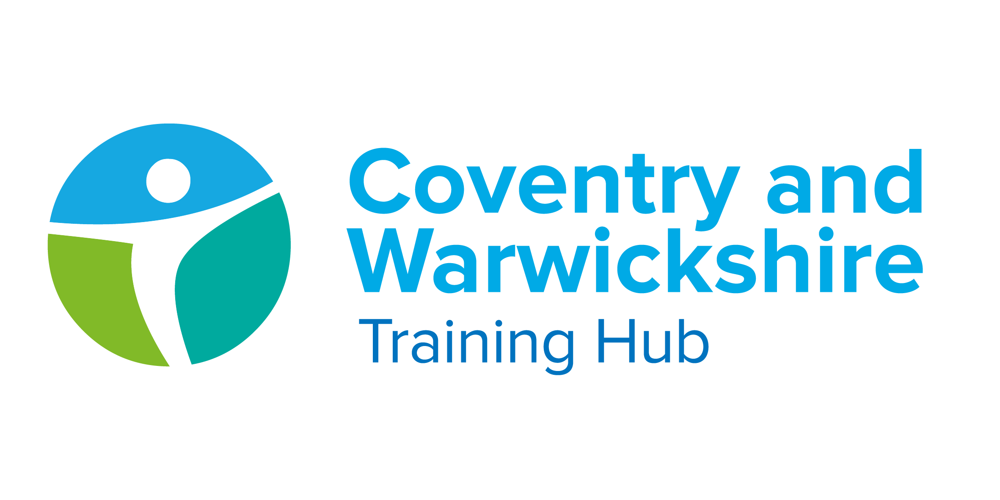 Coventry and
Warwickshire
Training Hub